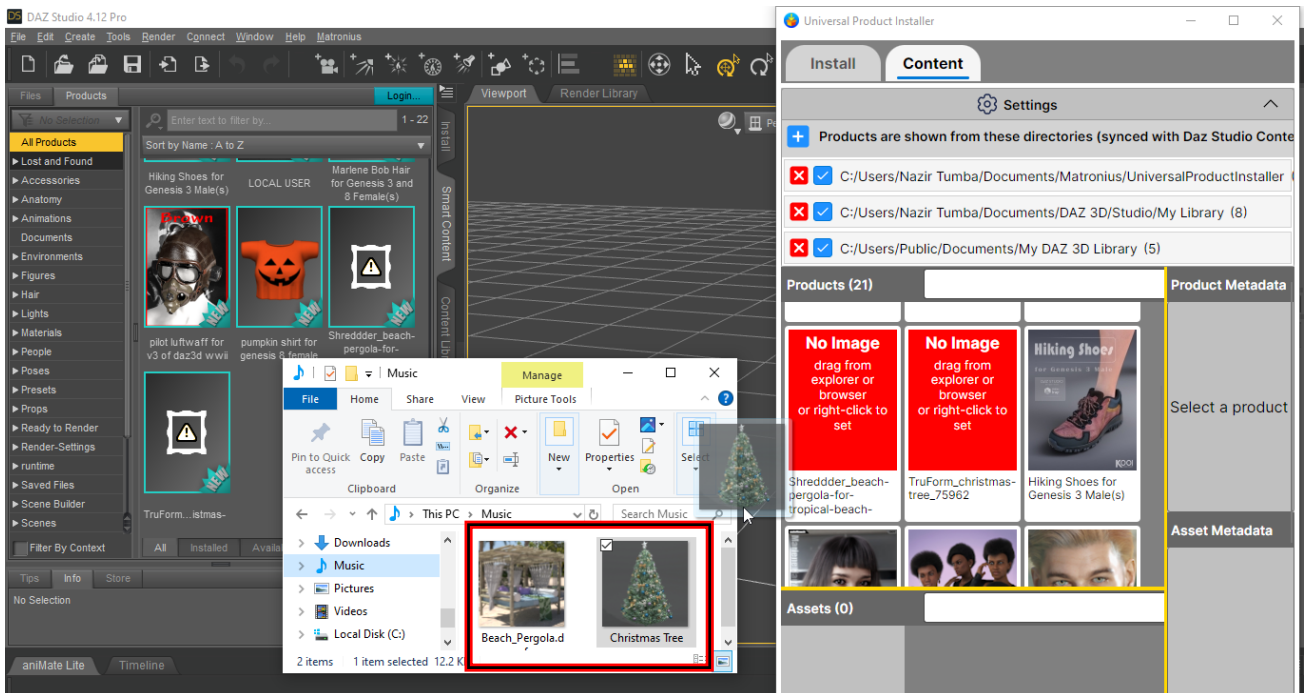 DAZ Studio 4.12 Pro
File Edit Create Tools Render Connect Window Help Matronius
Files Products Login...
No Selection
Enter text to filter by... 1 - 22
Sort by Name : A to Z
All Products
Lost and Found
Accessories
Anatomy
Animations
Documents
Environments
Figures
Hair
Lights
Materials
People
Poses
Presets
Props
Ready to Render
Render-Settings
runtime
Saved Files
Scene Builder
Scenes
Filter By Context
Hiking Shoes for
Genesis 3 Male(s)
LOCAL USER
Marlene Bob Hair
for Genesis 3 and
8 Female(s)
NEW
NEW
NEW
pilot luftwaff for
v3 of daz3d wwii
pumpkin shirt for
genesis 8 female
Shreddder_beach-
pergola-for-
NEW
TruForm...istmas-
All Installed
Install
Smart Content
Viewport Render Library
Tips Info Store
No Selection
aniMate Lite Timeline
Music
Manage
File Home Share View Picture Tools
Pin to Quick
access
Copy
Paste
Clipboard
Organize
New
Properties
Open
This PC > Music
Search Music
Downloads
Music
Pictures
Videos
Local Disk (C:)
Beach_Pergola.d
Christmas Tree
2 items 1 item selected 12.2 K
Universal Product Installer
Install Content
Settings
Products are shown from these directories (synced with Daz Studio Conte
C:/Users/Nazir Tumba/Documents/Matronius/UniversalProductInstaller
C:/Users/Nazir Tumba/Documents/DAZ 3D/Studio/My Library (8)
C:/Users/Public/Documents/My DAZ 3D Library (5)
Products (21)
Product Metadata
No Image
drag from
explorer or
browser
or right-click to
set
Shreddder_beach-
pergola-for-
tropical-beach-
No Image
drag from
explorer or
browser
or right-click to
set
TruForm_christmas-
tree_75962
Hiking Shoes
for Genesis 3 Male
Hiking Shoes for
Genesis 3 Male(s)
Select a product
Asset Metadata
Assets (0)